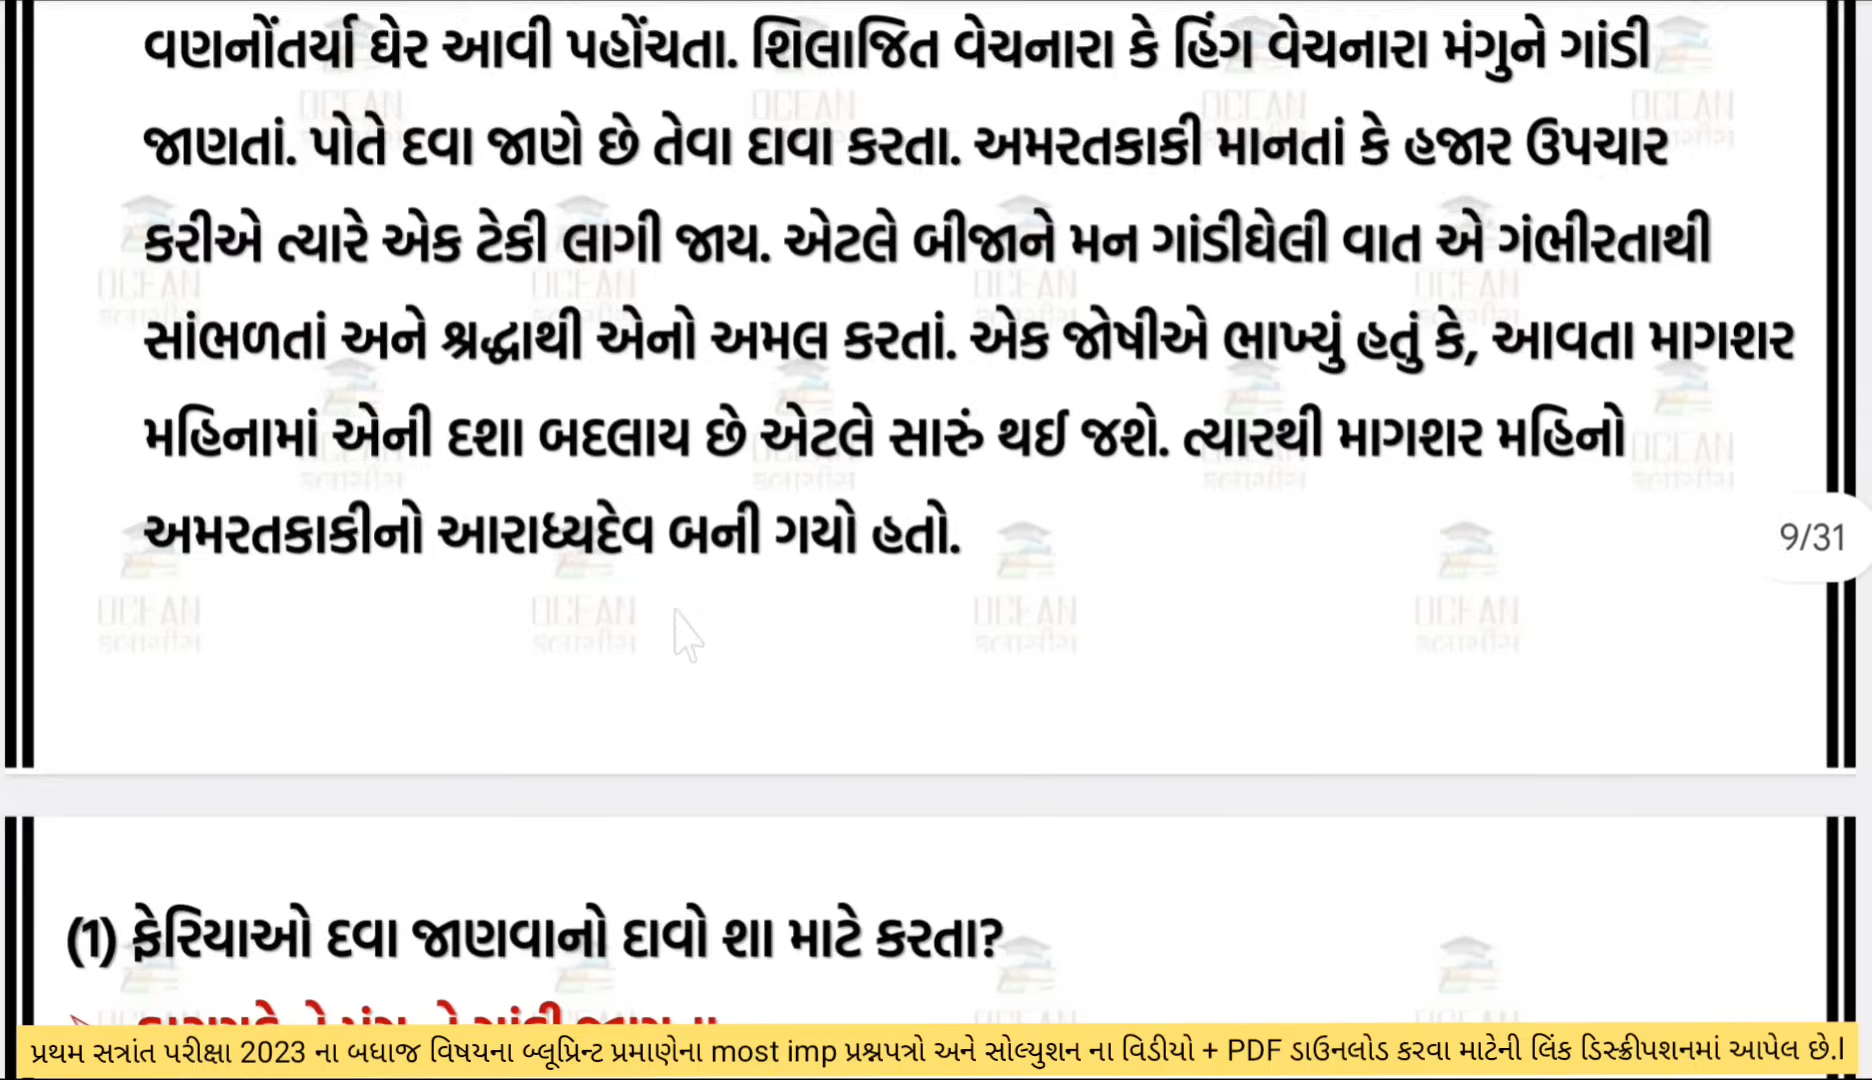 વણનોંતર્યા ઘેર આવી પહોંચતા. શિલાજિત વેચનારા કે હિંગ વેચનારા મંગુને ગાંડી
જાણતાં. પોતે દવા જાણે છે તેવા દાવા કરતા. અમરતકાકી માનતાં કે હજાર ઉપચાર
કરીએ ત્યારે એક ટેકી લાગી જાય. એટલે બીજાને મન ગાંડીઘેલી વાત એ ગંભીરતાથી
સાંભળતાં અને શ્રદ્ધાથી એનો અમલ કરતાં. એક જોષીએ ભાખ્યું હતું કે, આવતા માગશર
મહિનામાં એની દશા બદલાય છે એટલે સારું થઈ જશે. ત્યારથી માગશર મહિનો
અમરતકાકીનો આરાધ્યદેવ બની ગયો હતો.
9/31
OCEAN
ક્લાસીસ
(1) ફેરિયાઓ દવા જાણવાનો દાવો શા માટે કરતા?
પ્રથમ સત્રાંત પરીક્ષા 2023 ના બધાજ વિષયના બ્લૂપ્રિન્ટ પ્રમાણેના most imp પ્રશ્નપત્રો અને સોલ્યુશન ના વિડીયો + PDF ડાઉનલોડ કરવા માટેની લિંક ડિસ્ક્રીપશનમાં આપેલ છે.l